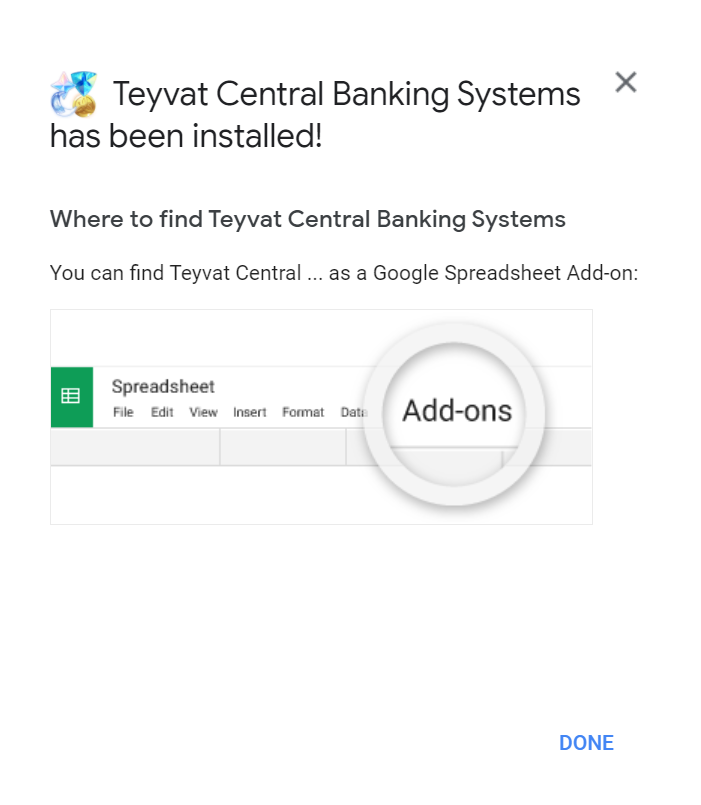 Teyvat Central Banking Systems
has been installed!
Where to find Teyvat Central Banking Systems
You can find Teyvat Central ... as a Google Spreadsheet Add-on:
Spreadsheet
File Edit View Insert Format Data
Add-ons
DONE